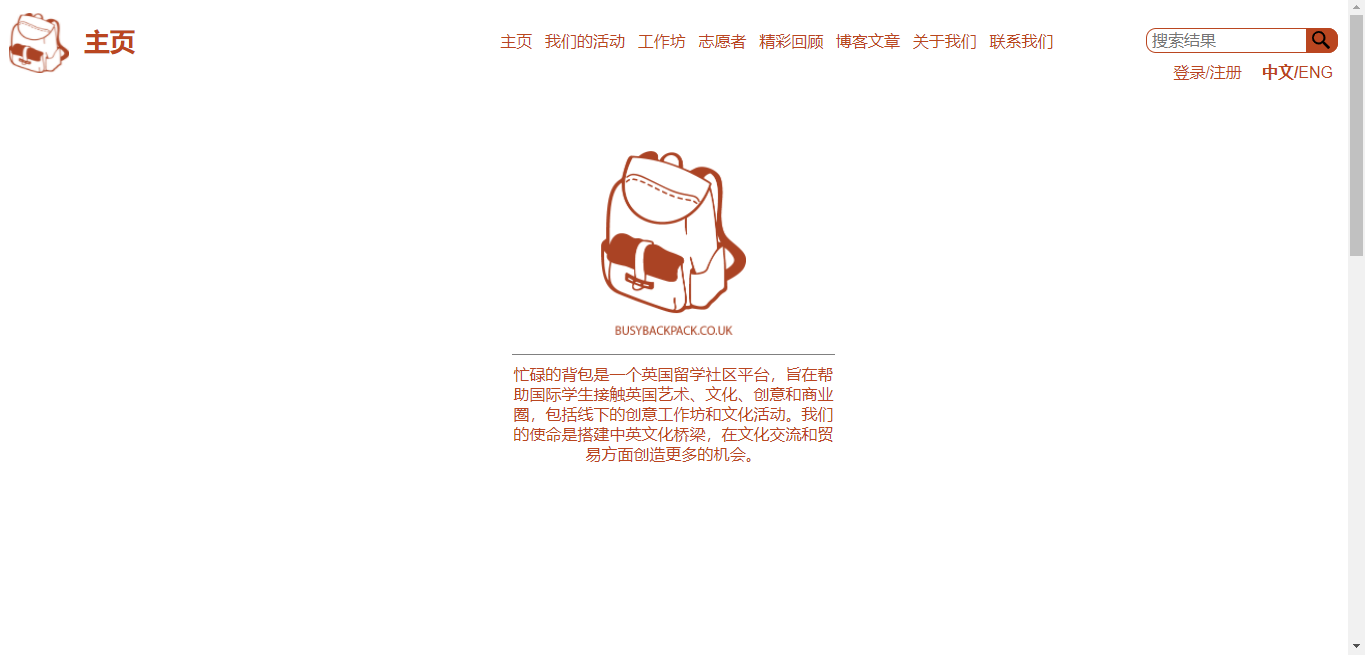 主页
主页 我们的活动 工作坊 志愿者 精彩回顾 博客文章 关于我们 联系我们
搜索结果
登录/注册 中文/ENG
BUSYBACKPACK.CO.UK
忙碌的背包是一个英国留学社区平台，旨在帮
助国际学生接触英国艺术、文化、创意和商业
圈，包括线下的创意工作坊和文化活动。我们
的使命是搭建中英文化桥梁，在文化交流和贸
易方面创造更多的机会。